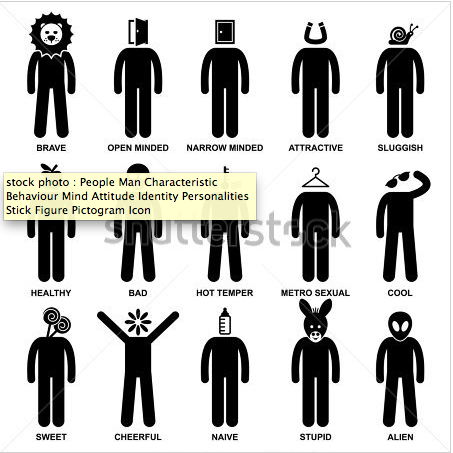 BRAVE
OPEN MINDED
NARROW MINDED
ATTRACTIVE
SLUGGISH
stock photo : People Man Characteristic
Behaviour Mind Attitude Identity Personalities
Stick Figure Pictogram Icon
shutterstock
HEALTHY
BAD
HOT TEMPER
METRO SEXUAL
COOL
SWEET
CHEERFUL
NAIVE
STUPID
ALIEN